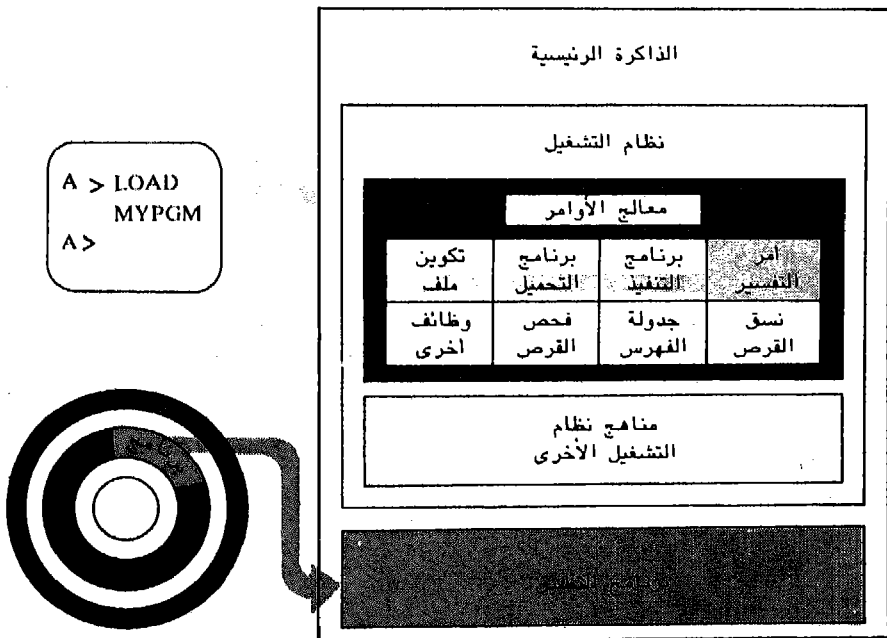 الذاكرة الرئيسية
نظام التشغيل
معالج الأوامر
أمر التفسير
برنامج التنفيذ
برنامج التحميل
تكوين ملف
نسق القرص
جدولة الفهرس
فحص القرص
وظائف أخرى
مناهج نظام
التشغيل الأخرى
A > LOAD
MYPGM
A >
برنامج